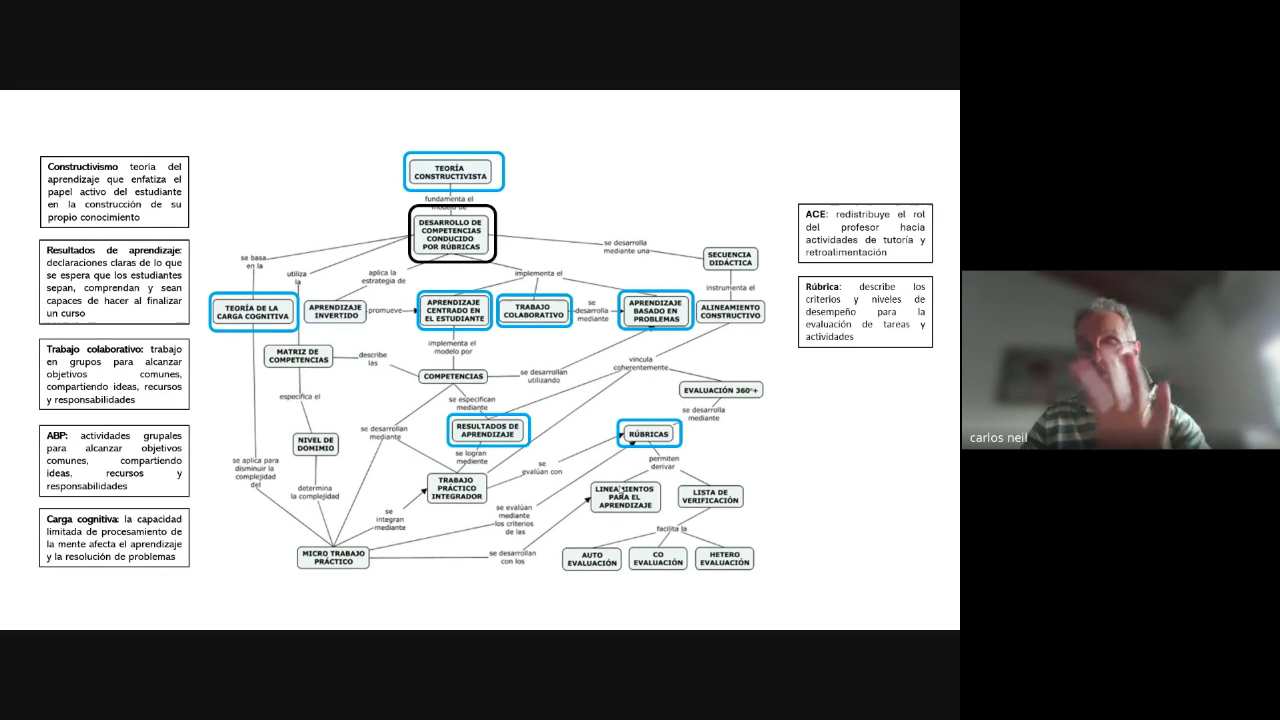 Constructivismo teoría del
aprendizaje que enfatiza el
papel activo del estudiante
en la construcción de su
propio conocimiento
Resultados de aprendizaje:
declaraciones claras de lo que
se espera que los estudiantes
sepan, comprendan y sean
capaces de hacer al finalizar
un curso
Trabajo colaborativo: trabajo
en grupos para alcanzar
objetivos comunes,
compartiendo ideas, recursos
y responsabilidades
ABP: actividades grupales
para alcanzar objetivos
comunes, compartiendo
ideas, recursos y
responsabilidades
Carga cognitiva: la capacidad
limitada de procesamiento de
la mente afecta el aprendizaje
y la resolución de problemas
TEORÍA
CONSTRUCTIVISTA
fundamenta el
modelo de
DESARROLLO DE
COMPETENCIAS
CONDUCIDO
POR RÚBRICAS
se basa
en la
utiliza
la
aplica la
estrategia de
implementa el
se desarrolla
mediante una
SECUENCIA
DIDÁCTICA
instrumenta el
TEORÍA DE LA
CARGA COGNITIVA
APRENDIZAJE
INVERTIDO
promueve
APRENDIZAJE
CENTRADO EN
EL ESTUDIANTE
TRABAJO
COLABORATIVO
se
desarrolla
mediante
APRENDIZAJE
BASADO EN
PROBLEMAS
ALINEAMIENTO
CONSTRUCTIVO
MATRIZ DE
COMPETENCIAS
describe
las
implementa el
modelo por
COMPETENCIAS
se desarrollan
utilizando
vincula
coherentemente
EVALUACIÓN 360°+
especifica el
se especifican
mediante
se desarrolla
mediante
NIVEL DE
DOMIMIO
se desarrollan
mediante
RESULTADOS DE
APRENDIZAJE
RÚBRICAS
se aplica para
disminuir la
complejidad
del
se logran
mediante
se
evalúan con
permiten
derivar
determina
la complejidad
TRABAJO
PRÁCTICO
INTEGRADOR
LINEAMIENTOS
PARA EL
APRENDIZAJE
LISTA DE
VERIFICACIÓN
se
integran
mediante
se evalúan
mediante
los criterios
de las
facilita la
MICRO TRABAJO
PRÁCTICO
se desarrollan
con los
AUTO
EVALUACIÓN
CO
EVALUACIÓN
HETERO
EVALUACIÓN
ACE: redistribuye el rol
del profesor hacia
actividades de tutoría y
retroalimentación
Rúbrica: describe los
criterios y niveles de
desempeño para la
evaluación de tareas y
actividades
carlos neil